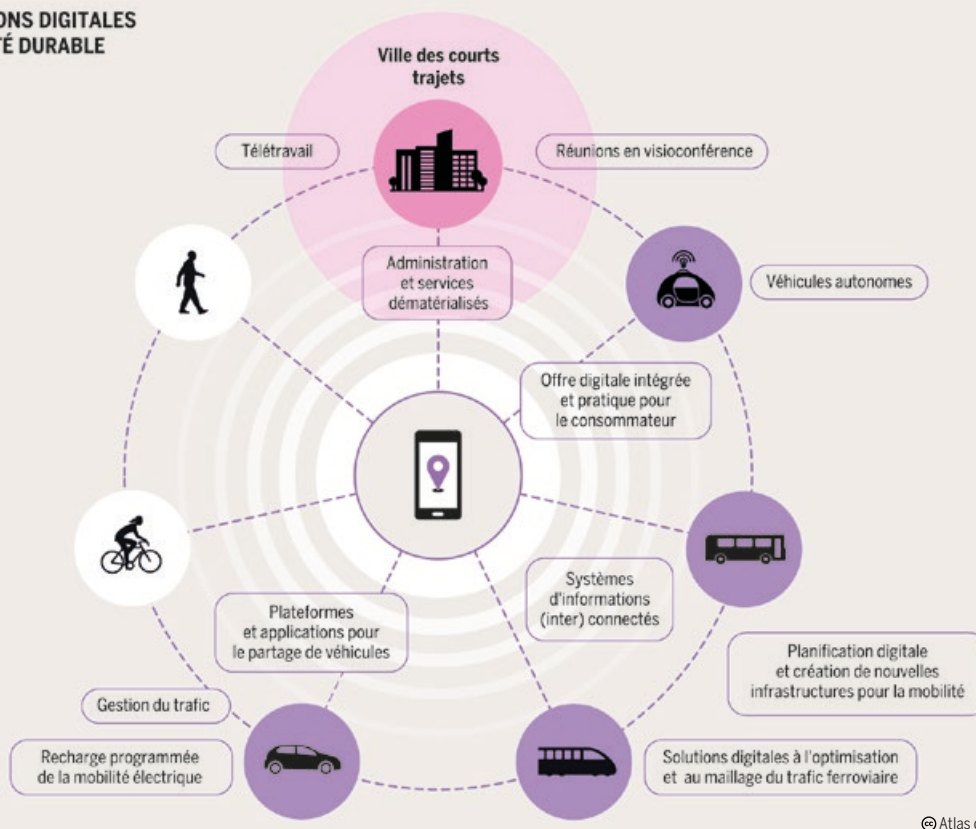 ONS DIGITALES
TÉ DURABLE
Ville des courts
trajets
Télétravail
Réunions en visioconférence
Administration
et services
dématérialisés
Véhicules autonomes
Offre digitale intégrée
et pratique pour
le consommateur
Systèmes
d'informations
(inter) connectés
Plateformes
et applications pour
le partage de véhicules
Planification digitale
et création de nouvelles
infrastructures pour la mobilité
Gestion du trafic
Recharge programmée
de la mobilité électrique
Solutions digitales à l'optimisation
et au maillage du trafic ferroviaire
cc Atlas